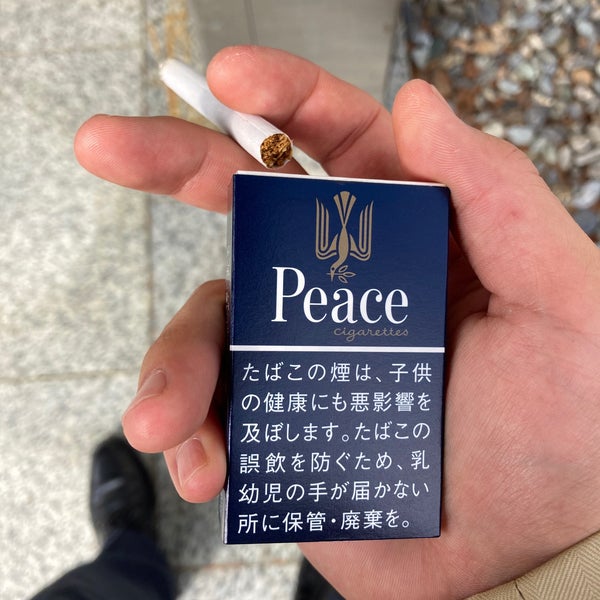 Peace
cigarettes
たばこの煙は、子供
の健康にも悪影響を
及ぼします。たばこの
誤飲を防ぐため、乳
幼児の手が届かない
所に保管・廃棄を。